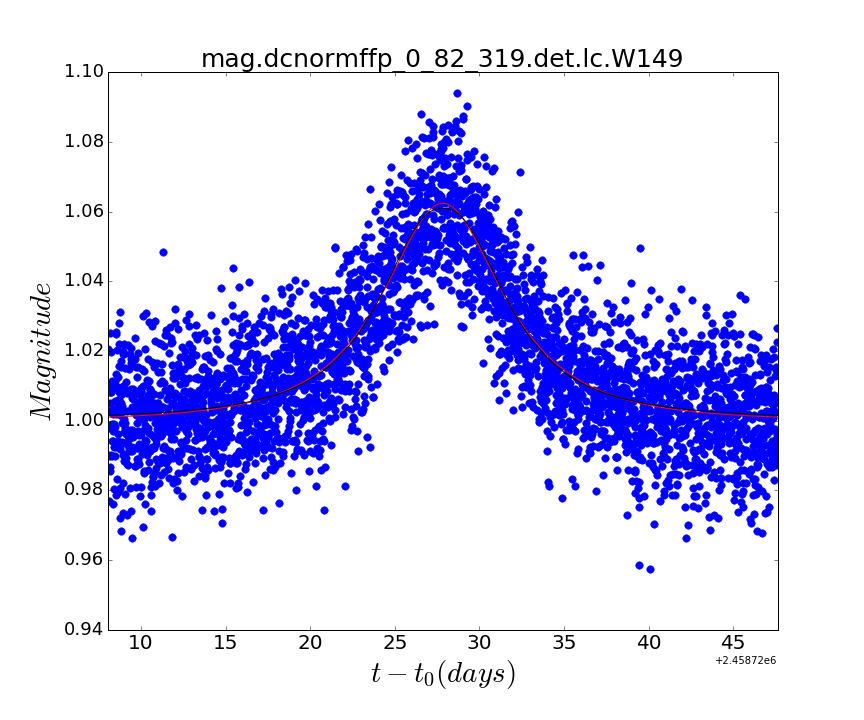 mag.dcnormffp_0_82_319.det.lc.W149
1.10
1.08
1.06
1.04
1.02
1.00
0.98
0.96
0.94
Magnitude
10 15 20 25 30 35 40 45
+2.45872e6
t − t₀(days)